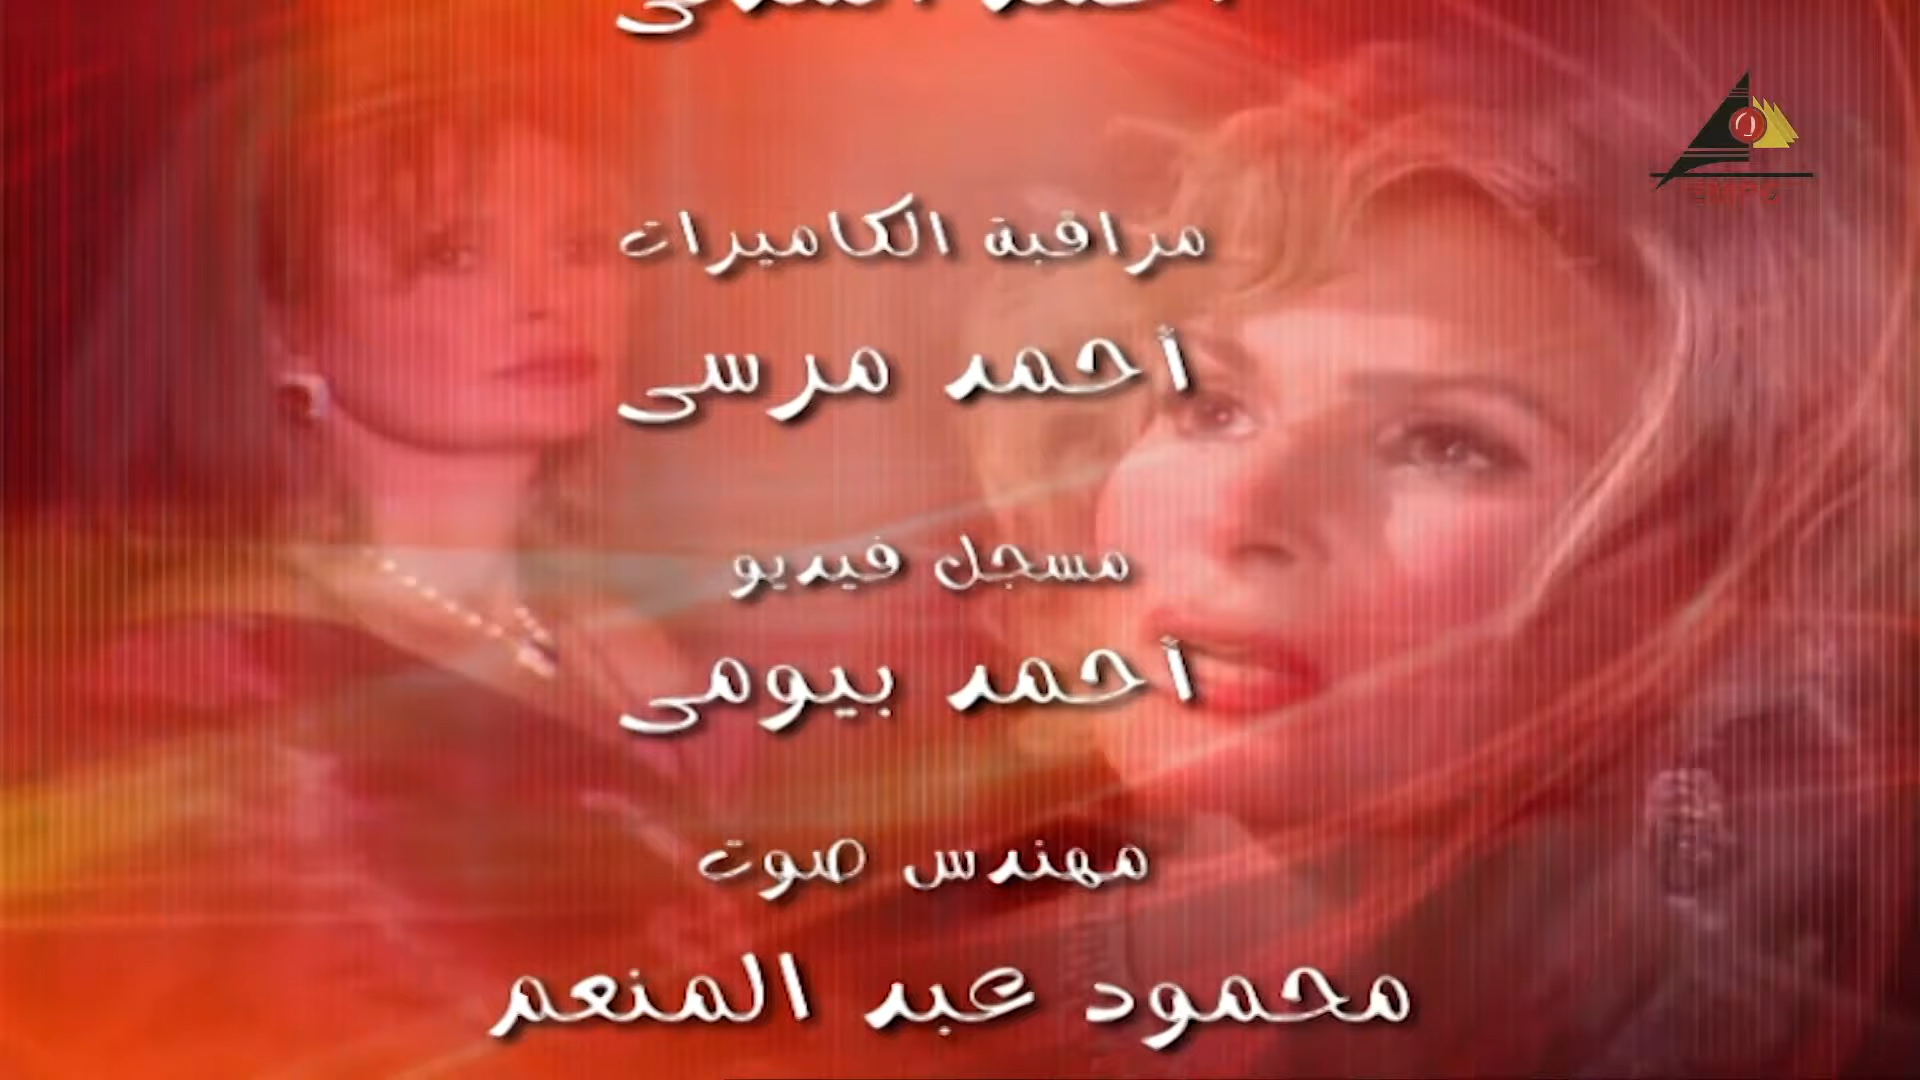 مراقبة الكاميرات
أحمد مرسى
مسجل فيديو
أحمد بيومى
مهندس صوت
محمود عبد المنعم